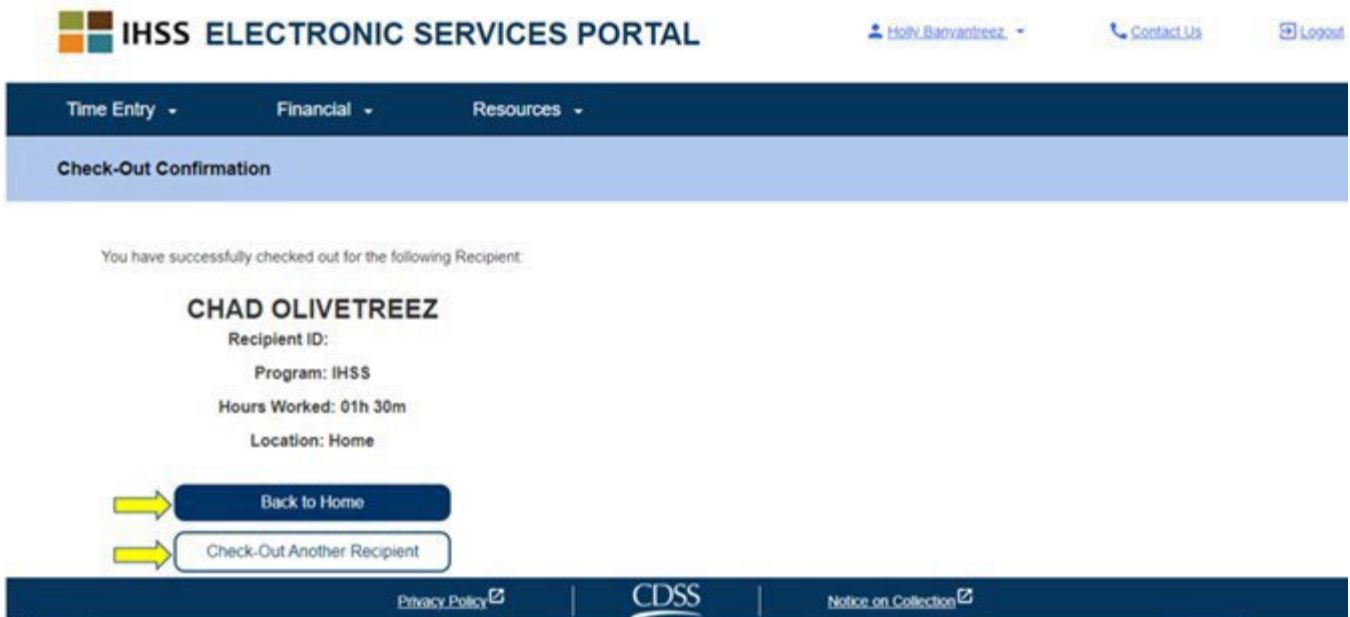 IHSS ELECTRONIC SERVICES PORTAL Holly Banyantreez Contact Us Logout
Time Entry Financial Resources
Check-Out Confirmation
You have successfully checked out for the following Recipient:
CHAD OLIVETREEZ
Recipient ID:
Program: IHSS
Hours Worked: 01h 30m
Location: Home
Back to Home
Check-Out Another Recipient
Privacy Policy CDSS Notice on Collection